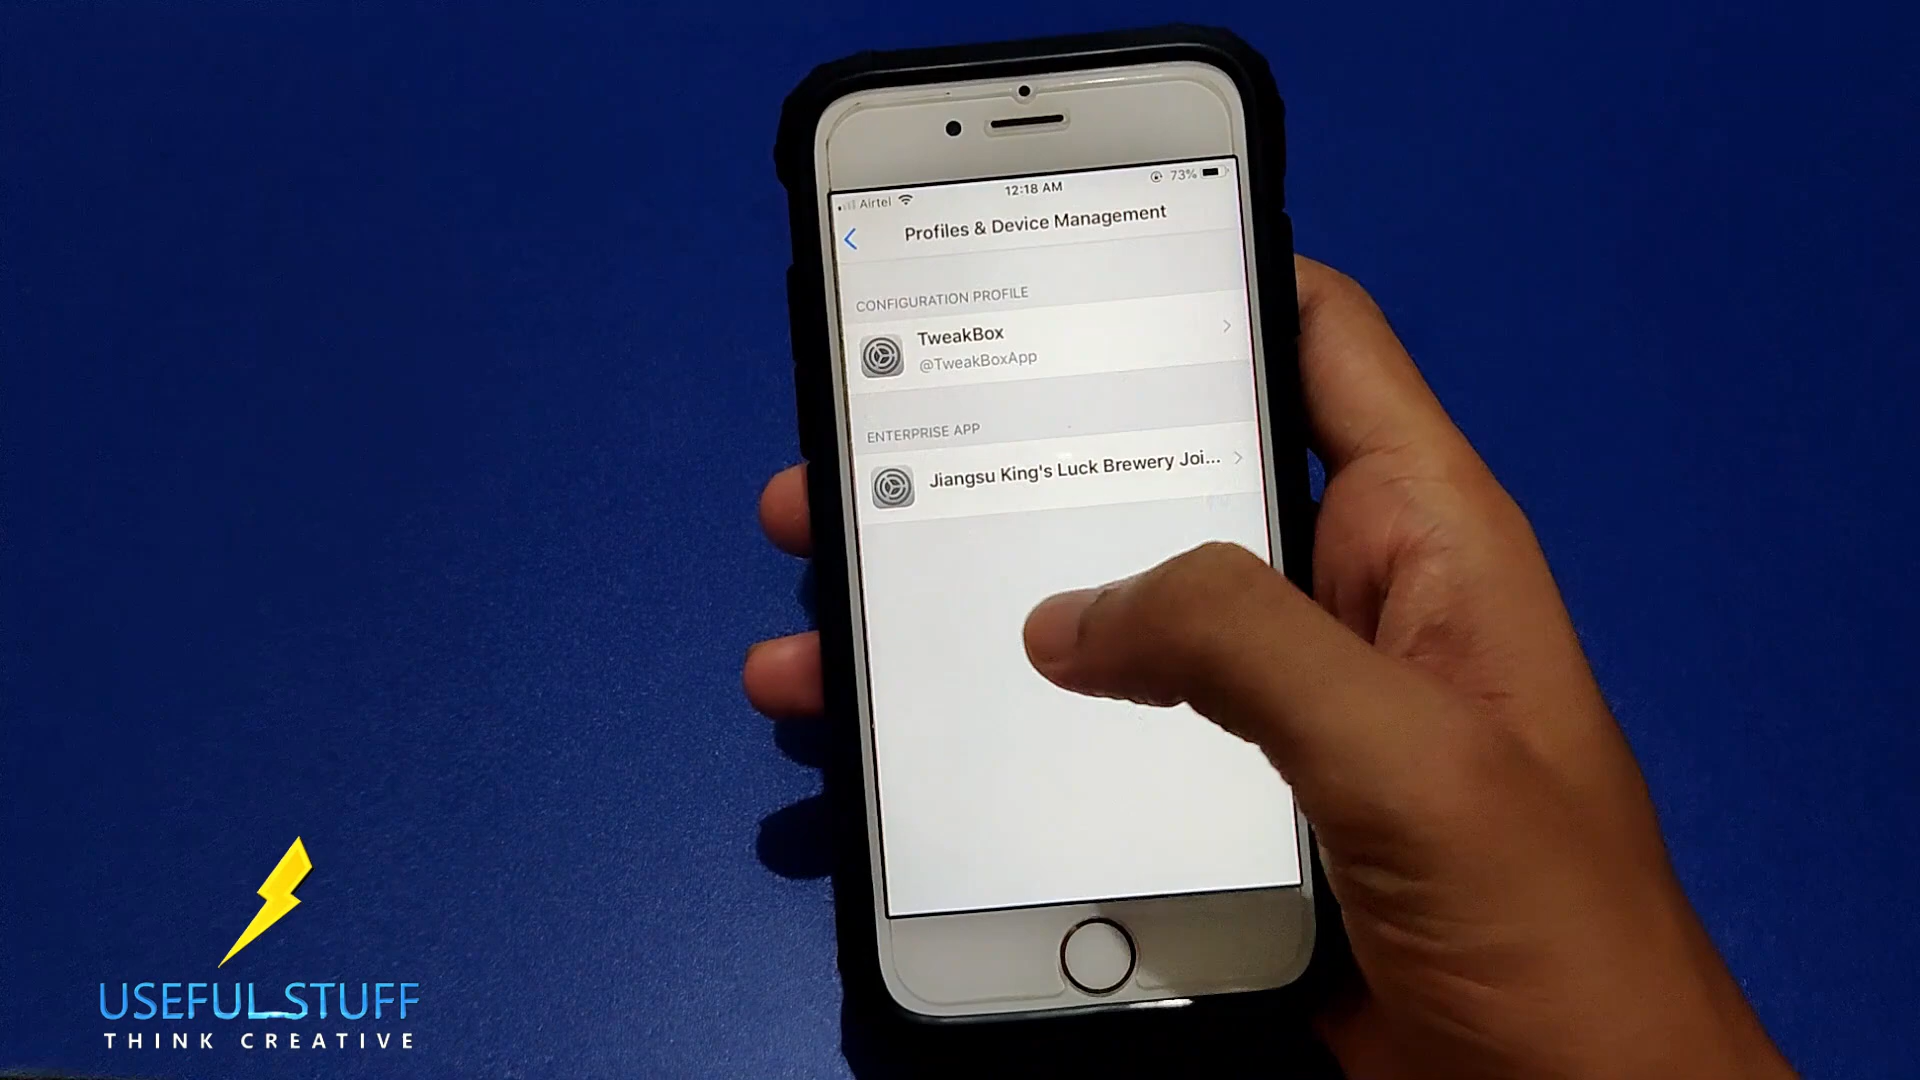 Airtel
12:18 AM
73%
Profiles & Device Management
CONFIGURATION PROFILE
TweakBox
@TweakBoxApp
ENTERPRISE APP
Jiangsu King's Luck Brewery Joi...
USEFUL STUFF
THINK CREATIVE